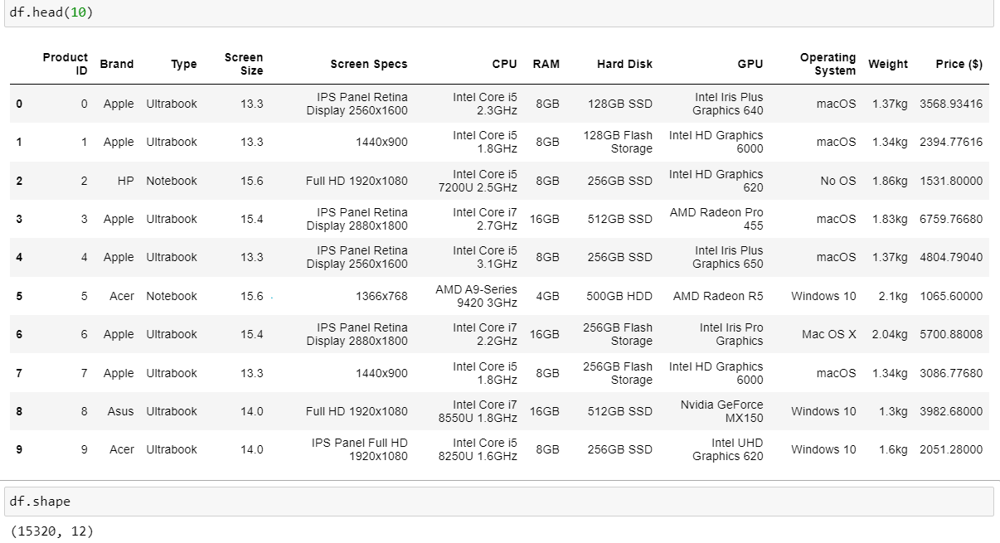 df.head(10)
Product ID Brand Type Screen Size Screen Specs CPU RAM Hard Disk GPU Operating System Weight Price ($)
0 0 Apple Ultrabook 13.3 IPS Panel Retina Display 2560x1600 Intel Core i5 2.3GHz 8GB 128GB SSD Intel Iris Plus Graphics 640 macOS 1.37kg 3568.93416
1 1 Apple Ultrabook 13.3 1440x900 Intel Core i5 1.8GHz 8GB 128GB Flash Storage Intel HD Graphics 6000 macOS 1.34kg 2394.77616
2 2 HP Notebook 15.6 Full HD 1920x1080 Intel Core i5 7200U 2.5GHz 8GB 256GB SSD Intel HD Graphics 620 No OS 1.86kg 1531.80000
3 3 Apple Ultrabook 15.4 IPS Panel Retina Display 2880x1800 Intel Core i7 2.7GHz 16GB 512GB SSD AMD Radeon Pro 455 macOS 1.83kg 6759.76680
4 4 Apple Ultrabook 13.3 IPS Panel Retina Display 2560x1600 Intel Core i5 3.1GHz 8GB 256GB SSD Intel Iris Plus Graphics 650 macOS 1.37kg 4804.79040
5 5 Acer Notebook 15.6 1366x768 AMD A9-Series 9420 3GHz 4GB 500GB HDD AMD Radeon R5 Windows 10 2.1kg 1065.60000
6 6 Apple Ultrabook 15.4 IPS Panel Retina Display 2880x1800 Intel Core i7 2.2GHz 16GB 256GB Flash Storage Intel Iris Pro Graphics Mac OS X 2.04kg 5700.88008
7 7 Apple Ultrabook 13.3 1440x900 Intel Core i5 1.8GHz 8GB 256GB Flash Storage Intel HD Graphics 6000 macOS 1.34kg 3086.77680
8 8 Asus Ultrabook 14.0 Full HD 1920x1080 Intel Core i7 8550U 1.8GHz 16GB 512GB SSD Nvidia GeForce MX150 Windows 10 1.3kg 3982.68000
9 9 Acer Ultrabook 14.0 IPS Panel Full HD 1920x1080 Intel Core i5 8250U 1.6GHz 8GB 256GB SSD Intel UHD Graphics 620 Windows 10 1.6kg 2051.28000
df.shape
(15320, 12)